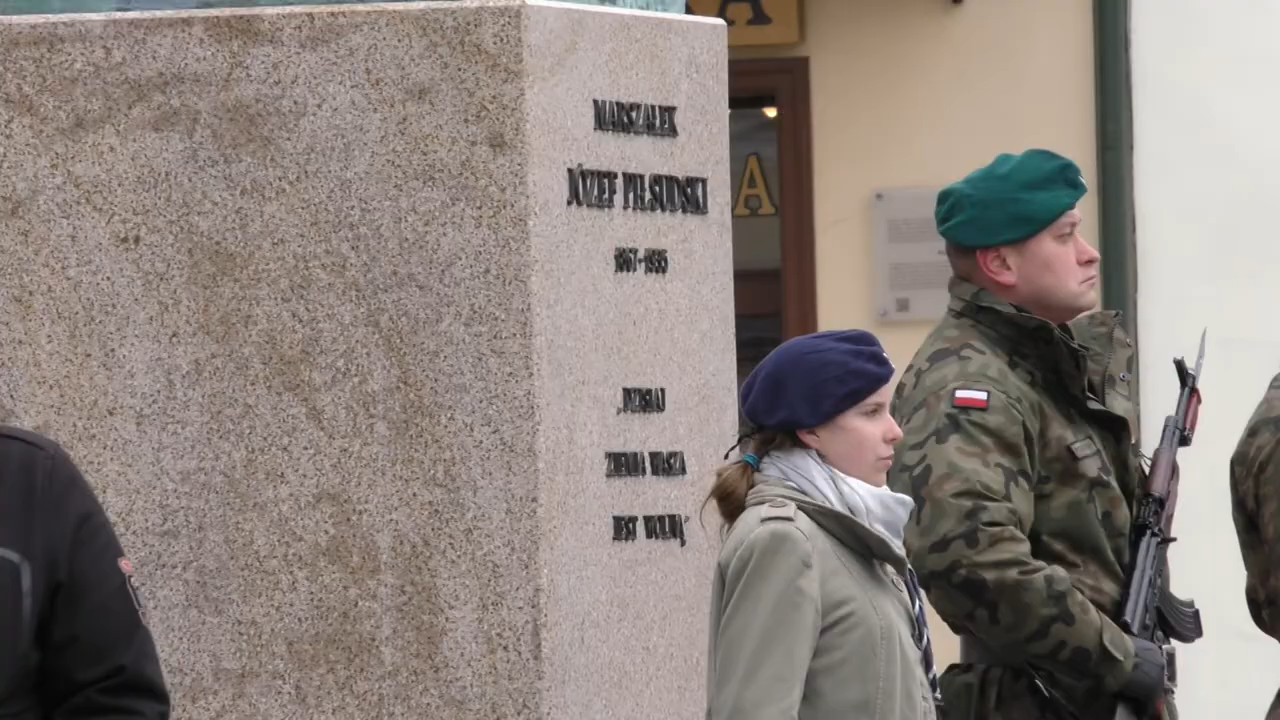 MARSZAŁEK
JÓZEF PIŁSUDSKI
1867-1935
„DZISIAJ
ZIEMIA WASZA
JEST WOLNĄ”
A
A